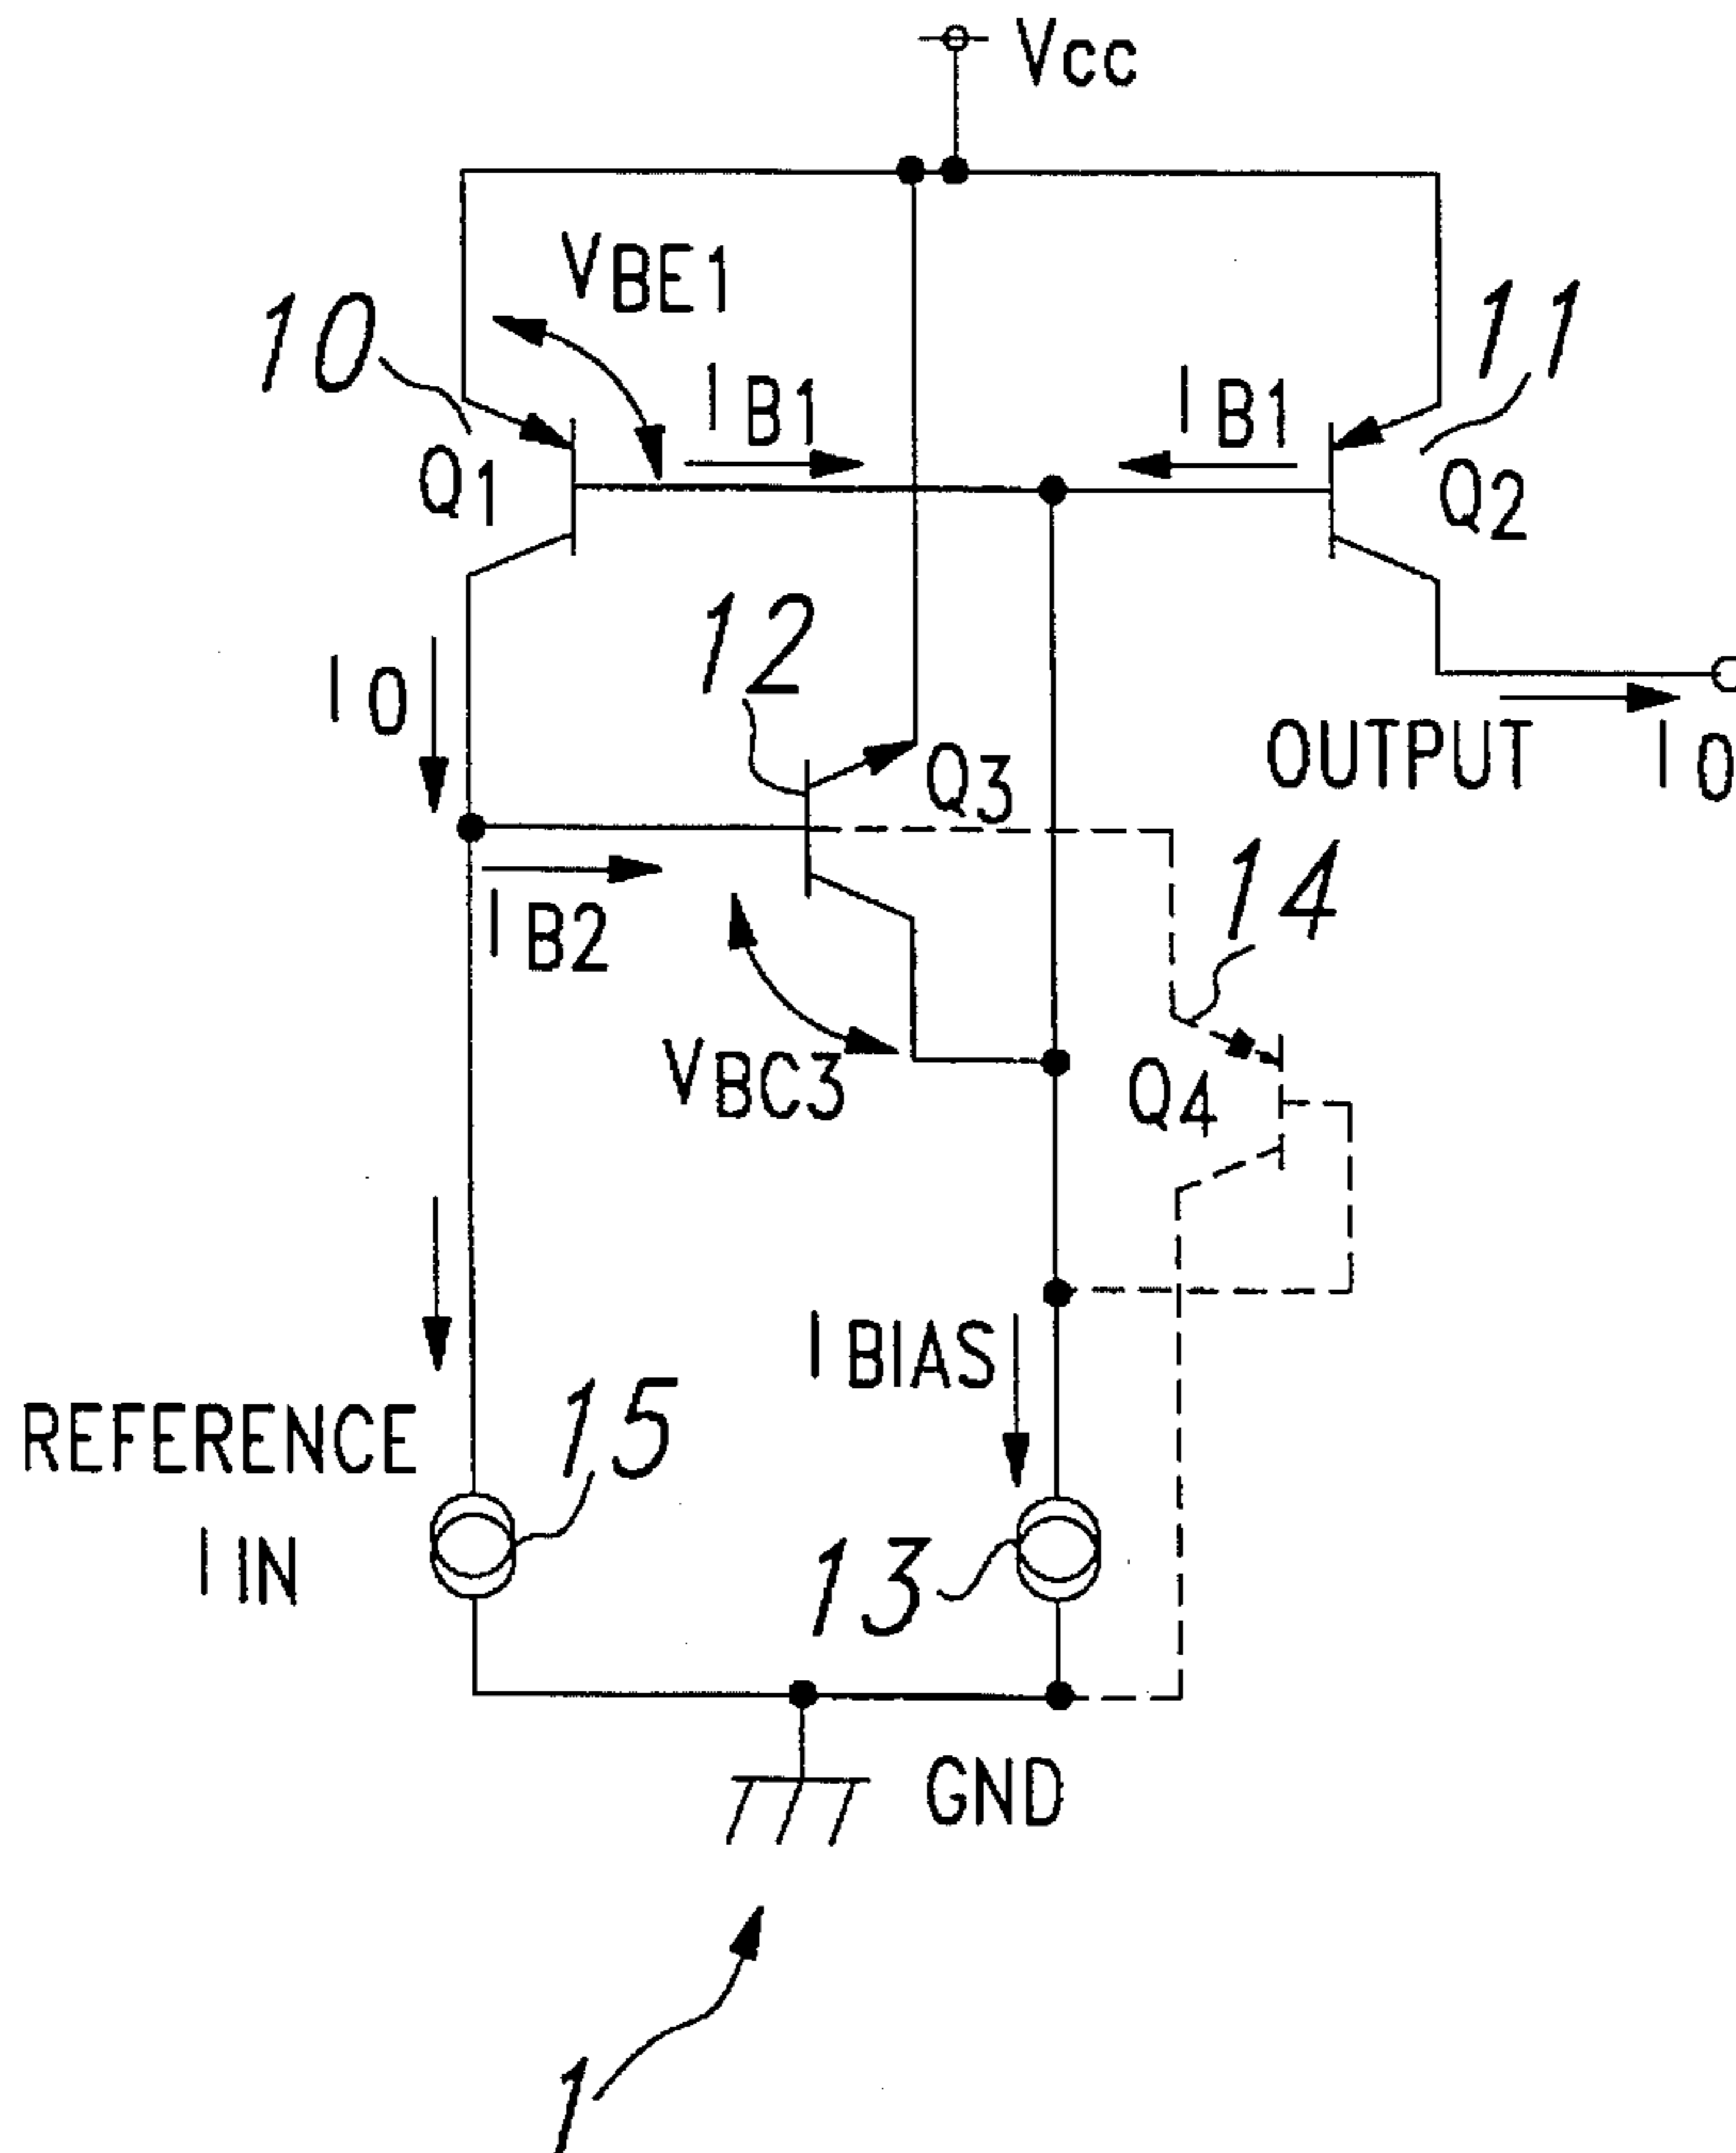 Vcc
VBE1
10
11
IB1
IB1
Q1
Q2
12
IO
Q3
OUTPUT
IO
14
IB2
VBC3
Q4
IBIAS
REFERENCE
15
IIN
13
GND
1